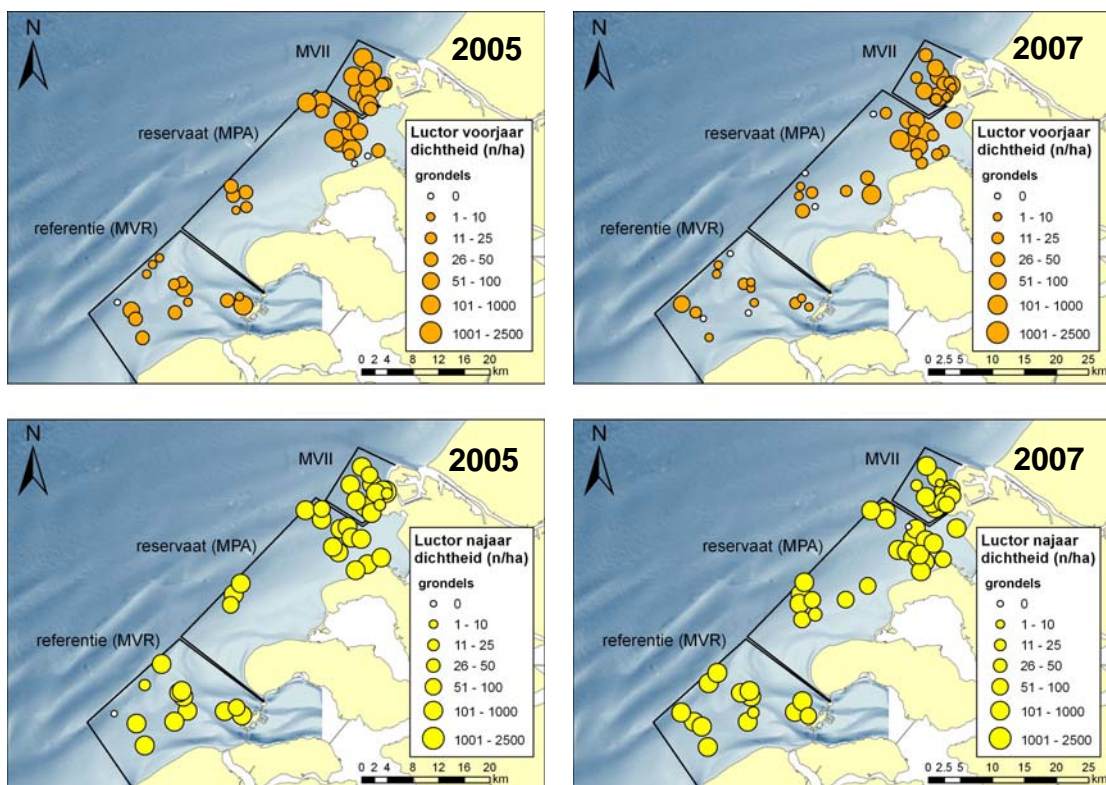 N
2005
MVII
reservaat (MPA)
referentie (MVR)
Luctor voorjaar
dichtheid (n/ha)
grondels
0
1 - 10
11 - 25
26 - 50
51 - 100
101 - 1000
1001 - 2500
0 2 4 8 12 16 20
km
N
2007
MVII
reservaat (MPA)
referentie (MVR)
Luctor voorjaar
dichtheid (n/ha)
grondels
0
1 - 10
11 - 25
26 - 50
51 - 100
101 - 1000
1001 - 2500
0 2.5 5 10 15 20 25
km
N
2005
MVII
reservaat (MPA)
referentie (MVR)
Luctor najaar
dichtheid (n/ha)
grondels
0
1 - 10
11 - 25
26 - 50
51 - 100
101 - 1000
1001 - 2500
0 2 4 8 12 16 20
km
N
2007
MVII
reservaat (MPA)
referentie (MVR)
Luctor najaar
dichtheid (n/ha)
grondels
0
1 - 10
11 - 25
26 - 50
51 - 100
101 - 1000
1001 - 2500
0 2.5 5 10 15 20 25
km